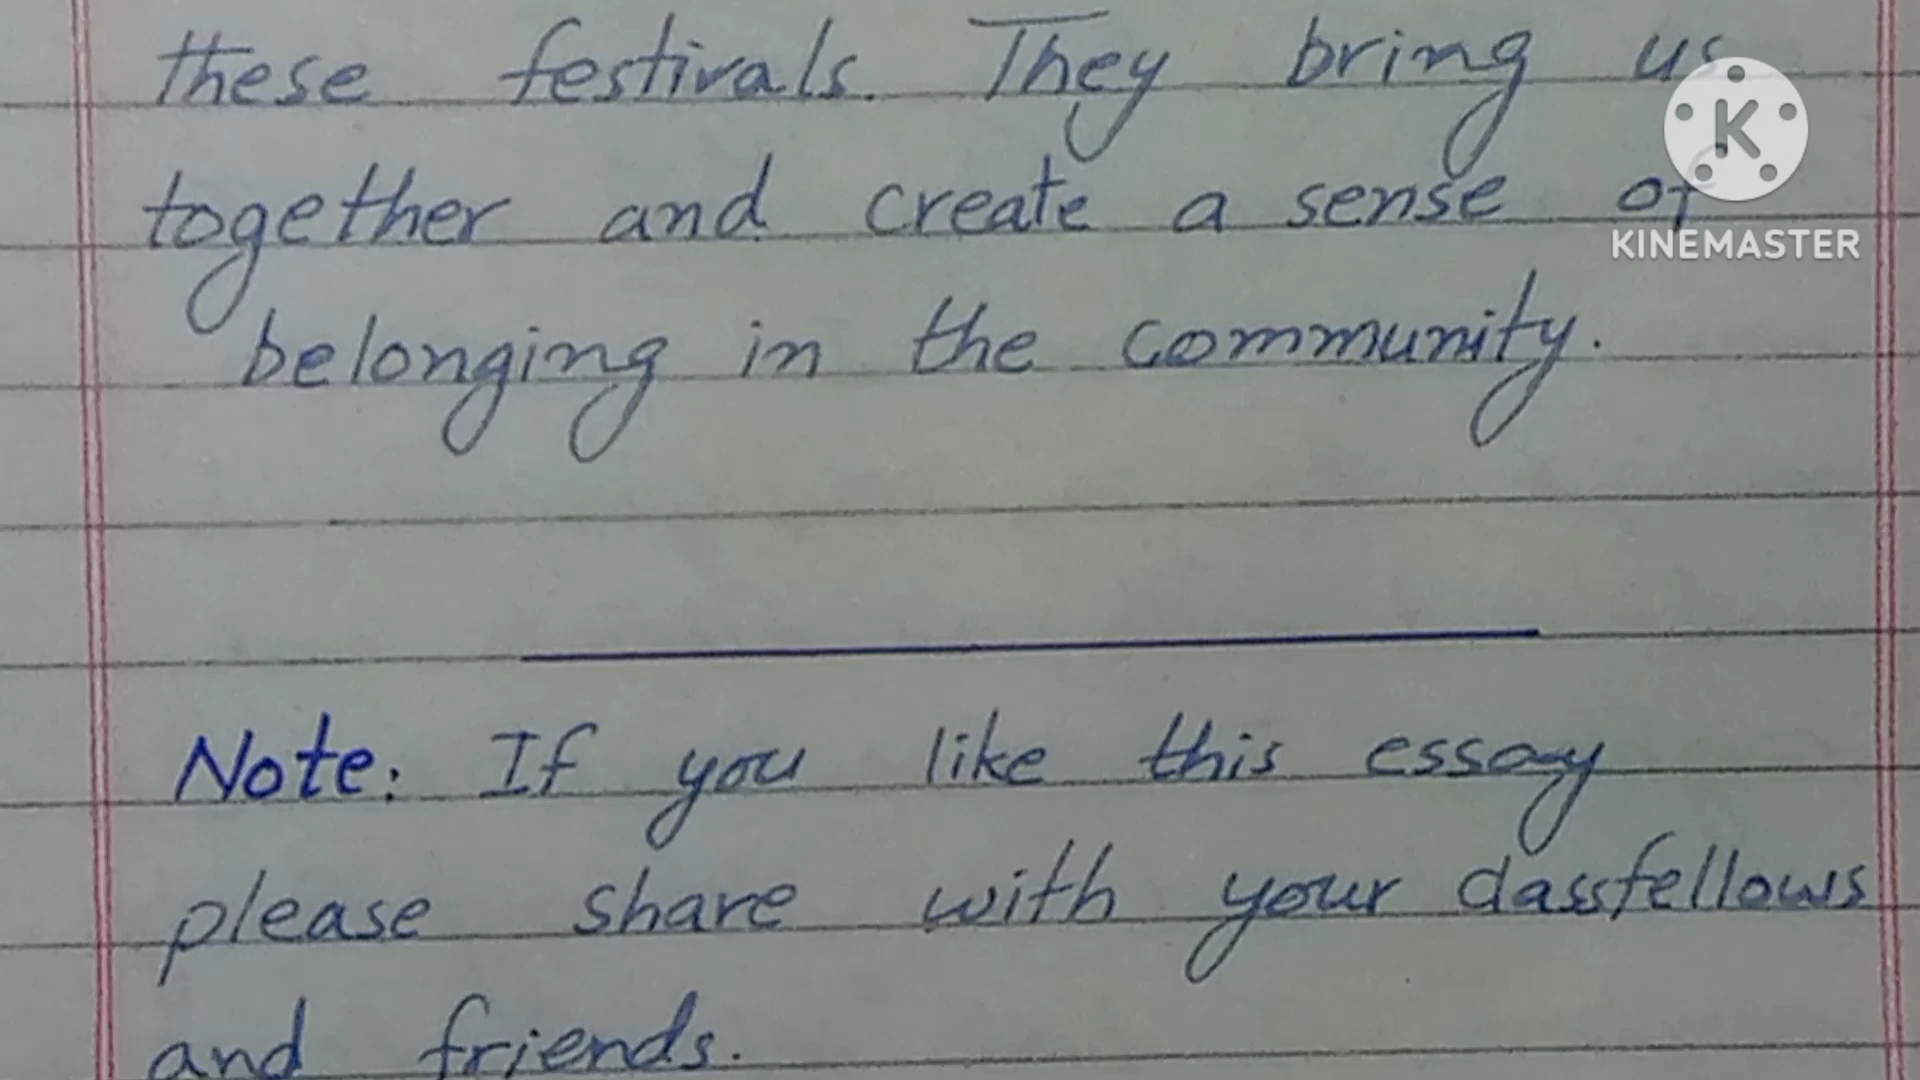 these festivals. They bring us
together and create a sense of
KINEMASTER
belonging in the community.
Note: If you like this essay
please share with your classfellows
and friends.